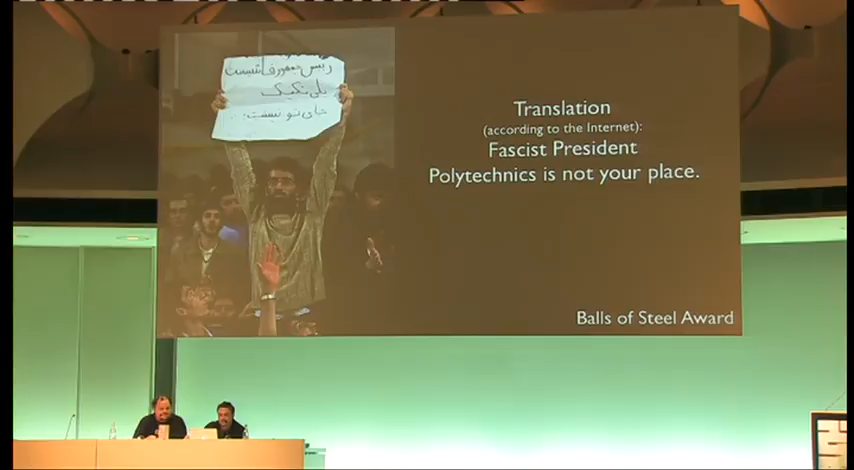 رییس جمهور فاشیست
پلی تکنیک
جای تو نیست.
Translation
(according to the Internet):
Fascist President
Polytechnics is not your place.
Balls of Steel Award